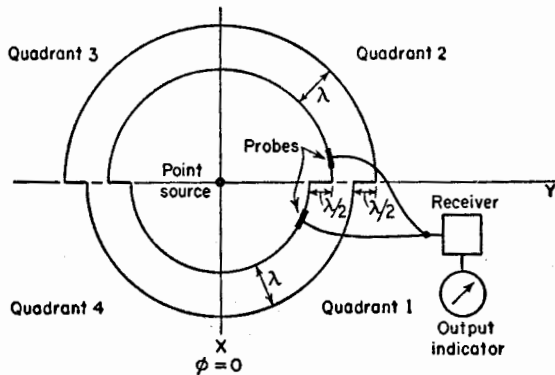 Quadrant 3
Quadrant 2
λ
Probes
Point
source
Y
λ/2
λ/2
Receiver
λ
Quadrant 4
Quadrant 1
Output
indicator
X
ϕ = 0